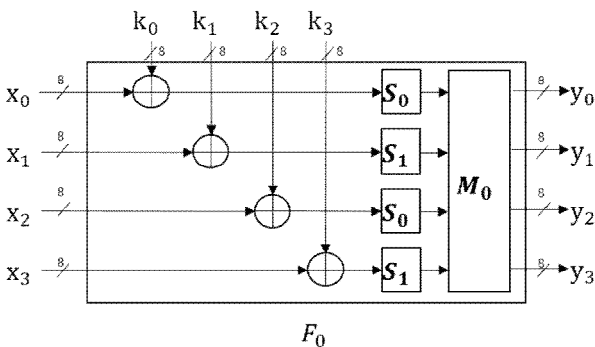 k₀ k₁ k₂ k₃
8 8 8 8
x₀ 8 S₀ 8 y₀
x₁ 8 S₁ 8 y₁
M₀
x₂ 8 S₀ 8 y₂
x₃ 8 S₁ 8 y₃
F₀